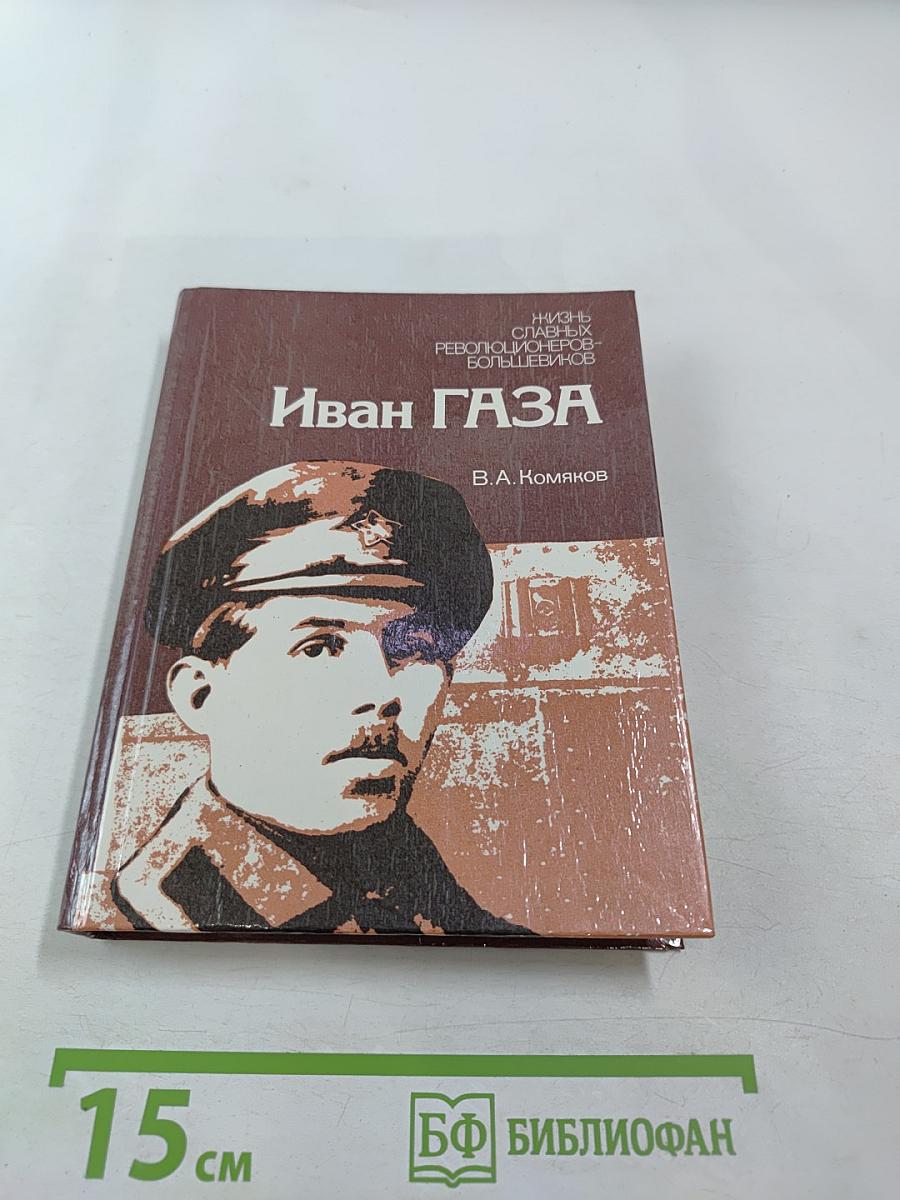 ЖИЗНЬ
СЛАВНЫХ
РЕВОЛЮЦИОНЕРОВ-
БОЛЬШЕВИКОВ
Иван ГАЗА
В.А.Комяков
15 см
БФ БИБЛИОФАН